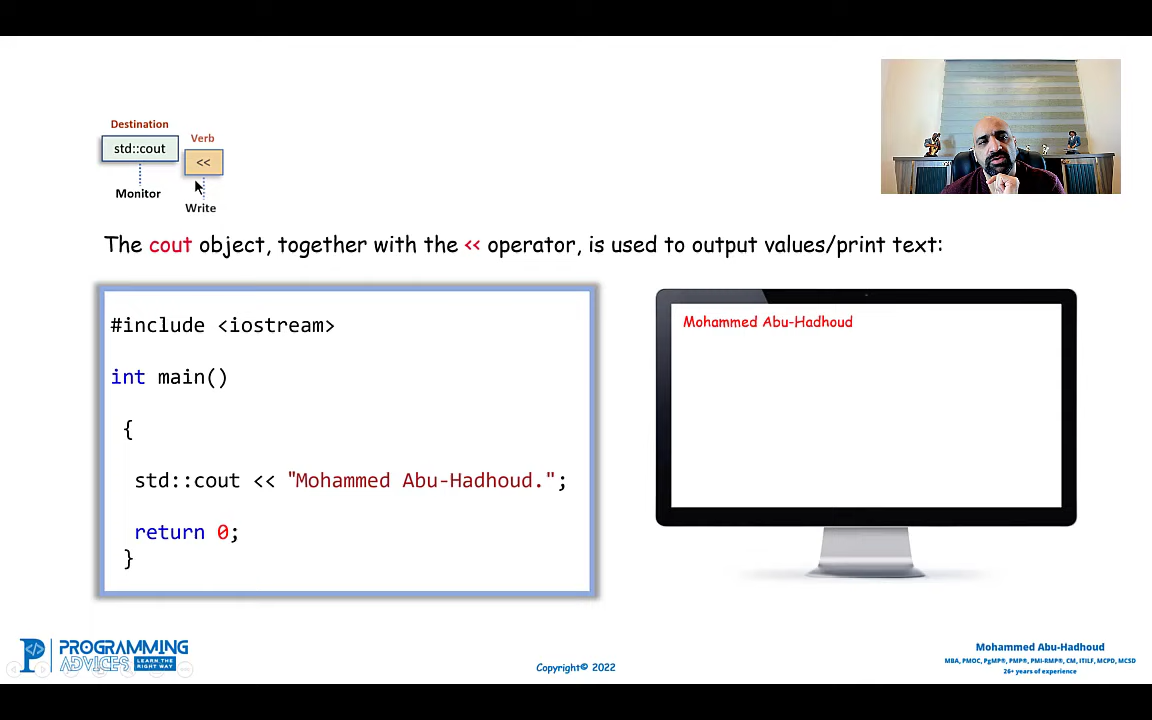 Destination
Verb
std::cout
<<
Monitor
Write
The cout object, together with the << operator, is used to output values/print text:
#include <iostream>
int main()
{
std::cout << "Mohammed Abu-Hadhoud.";
return 0;
}
Mohammed Abu-Hadhoud
PROGRAMMING
ADVICES LEARN THE RIGHT WAY
Copyright© 2022
Mohammed Abu-Hadhoud
MBA, PMOC, PgMP®, PMP®, PMI-RMP®, CM, ITILF, MCPD, MCSD
26+ years of experience